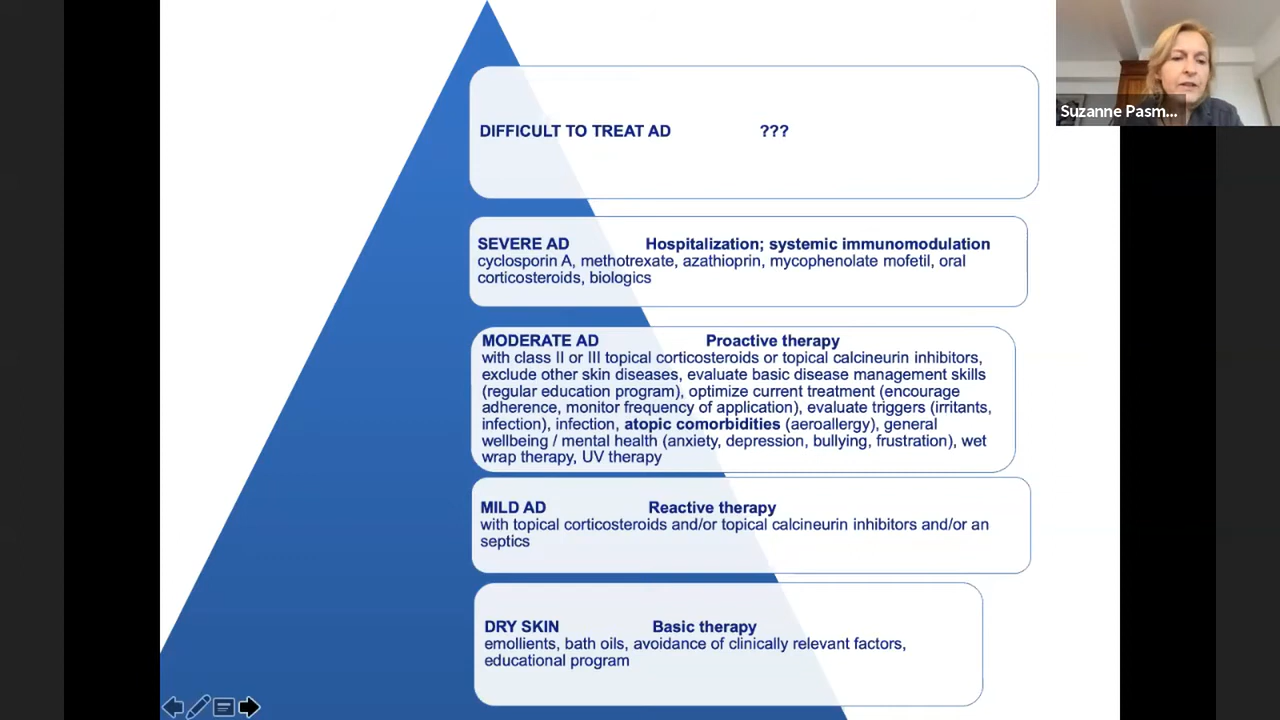 Suzanne Pasm...
DIFFICULT TO TREAT AD ???
SEVERE AD Hospitalization; systemic immunomodulation
cyclosporin A, methotrexate, azathioprin, mycophenolate mofetil, oral
corticosteroids, biologics
MODERATE AD Proactive therapy
with class II or III topical corticosteroids or topical calcineurin inhibitors,
exclude other skin diseases, evaluate basic disease management skills
(regular education program), optimize current treatment (encourage
adherence, monitor frequency of application), evaluate triggers (irritants,
infection), infection, atopic comorbidities (aeroallergy), general
wellbeing / mental health (anxiety, depression, bullying, frustration), wet
wrap therapy, UV therapy
MILD AD Reactive therapy
with topical corticosteroids and/or topical calcineurin inhibitors and/or an
septics
DRY SKIN Basic therapy
emollients, bath oils, avoidance of clinically relevant factors,
educational program